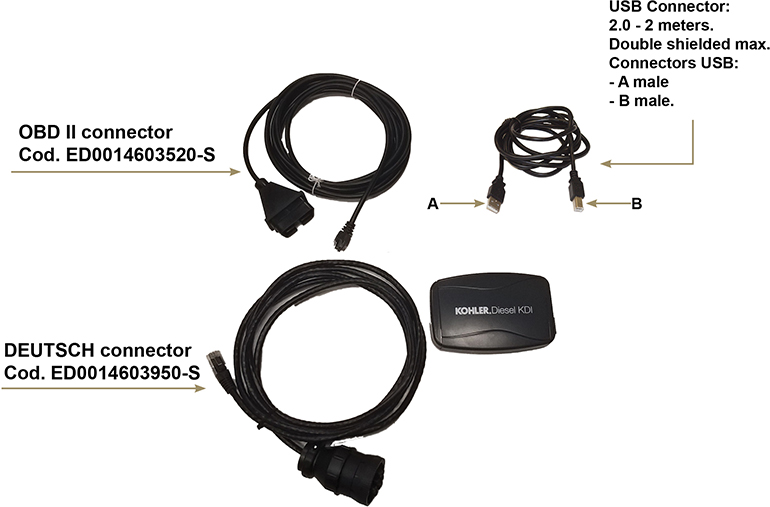 USB Connector:
2.0 - 2 meters.
Double shielded max.
Connectors USB:
- A male
- B male.
OBD II connector
Cod. ED0014603520-S
A
B
KOHLER.Diesel KDI
DEUTSCH connector
Cod. ED0014603950-S